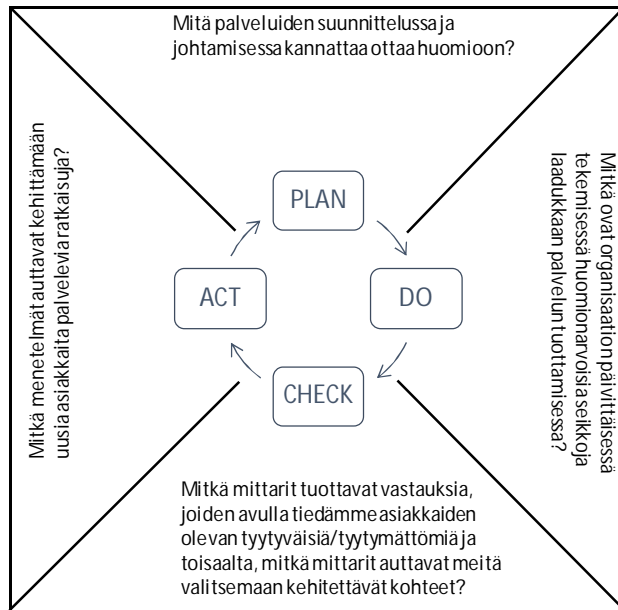 Mitä palveluiden suunnittelussa ja
johtamisessa kannattaa ottaa huomioon?
PLAN
Mitkä ovat organisaation päivittäisessä
tekemisessä huomionarvoisia seikkoja
laadukkaan palvelun tuottamisessa?
DO
CHECK
Mitkä mittarit tuottavat vastauksia,
joiden avulla tiedämme asiakkaiden
olevan tyytyväisiä/tyytymättömiä ja
toisaalta, mitkä mittarit auttavat meitä
valitsemaan kehitettävät kohteet?
ACT
Mitkä menetelmät auttavat kehittämään
uusia asiakkaita palvelevia ratkaisuja?